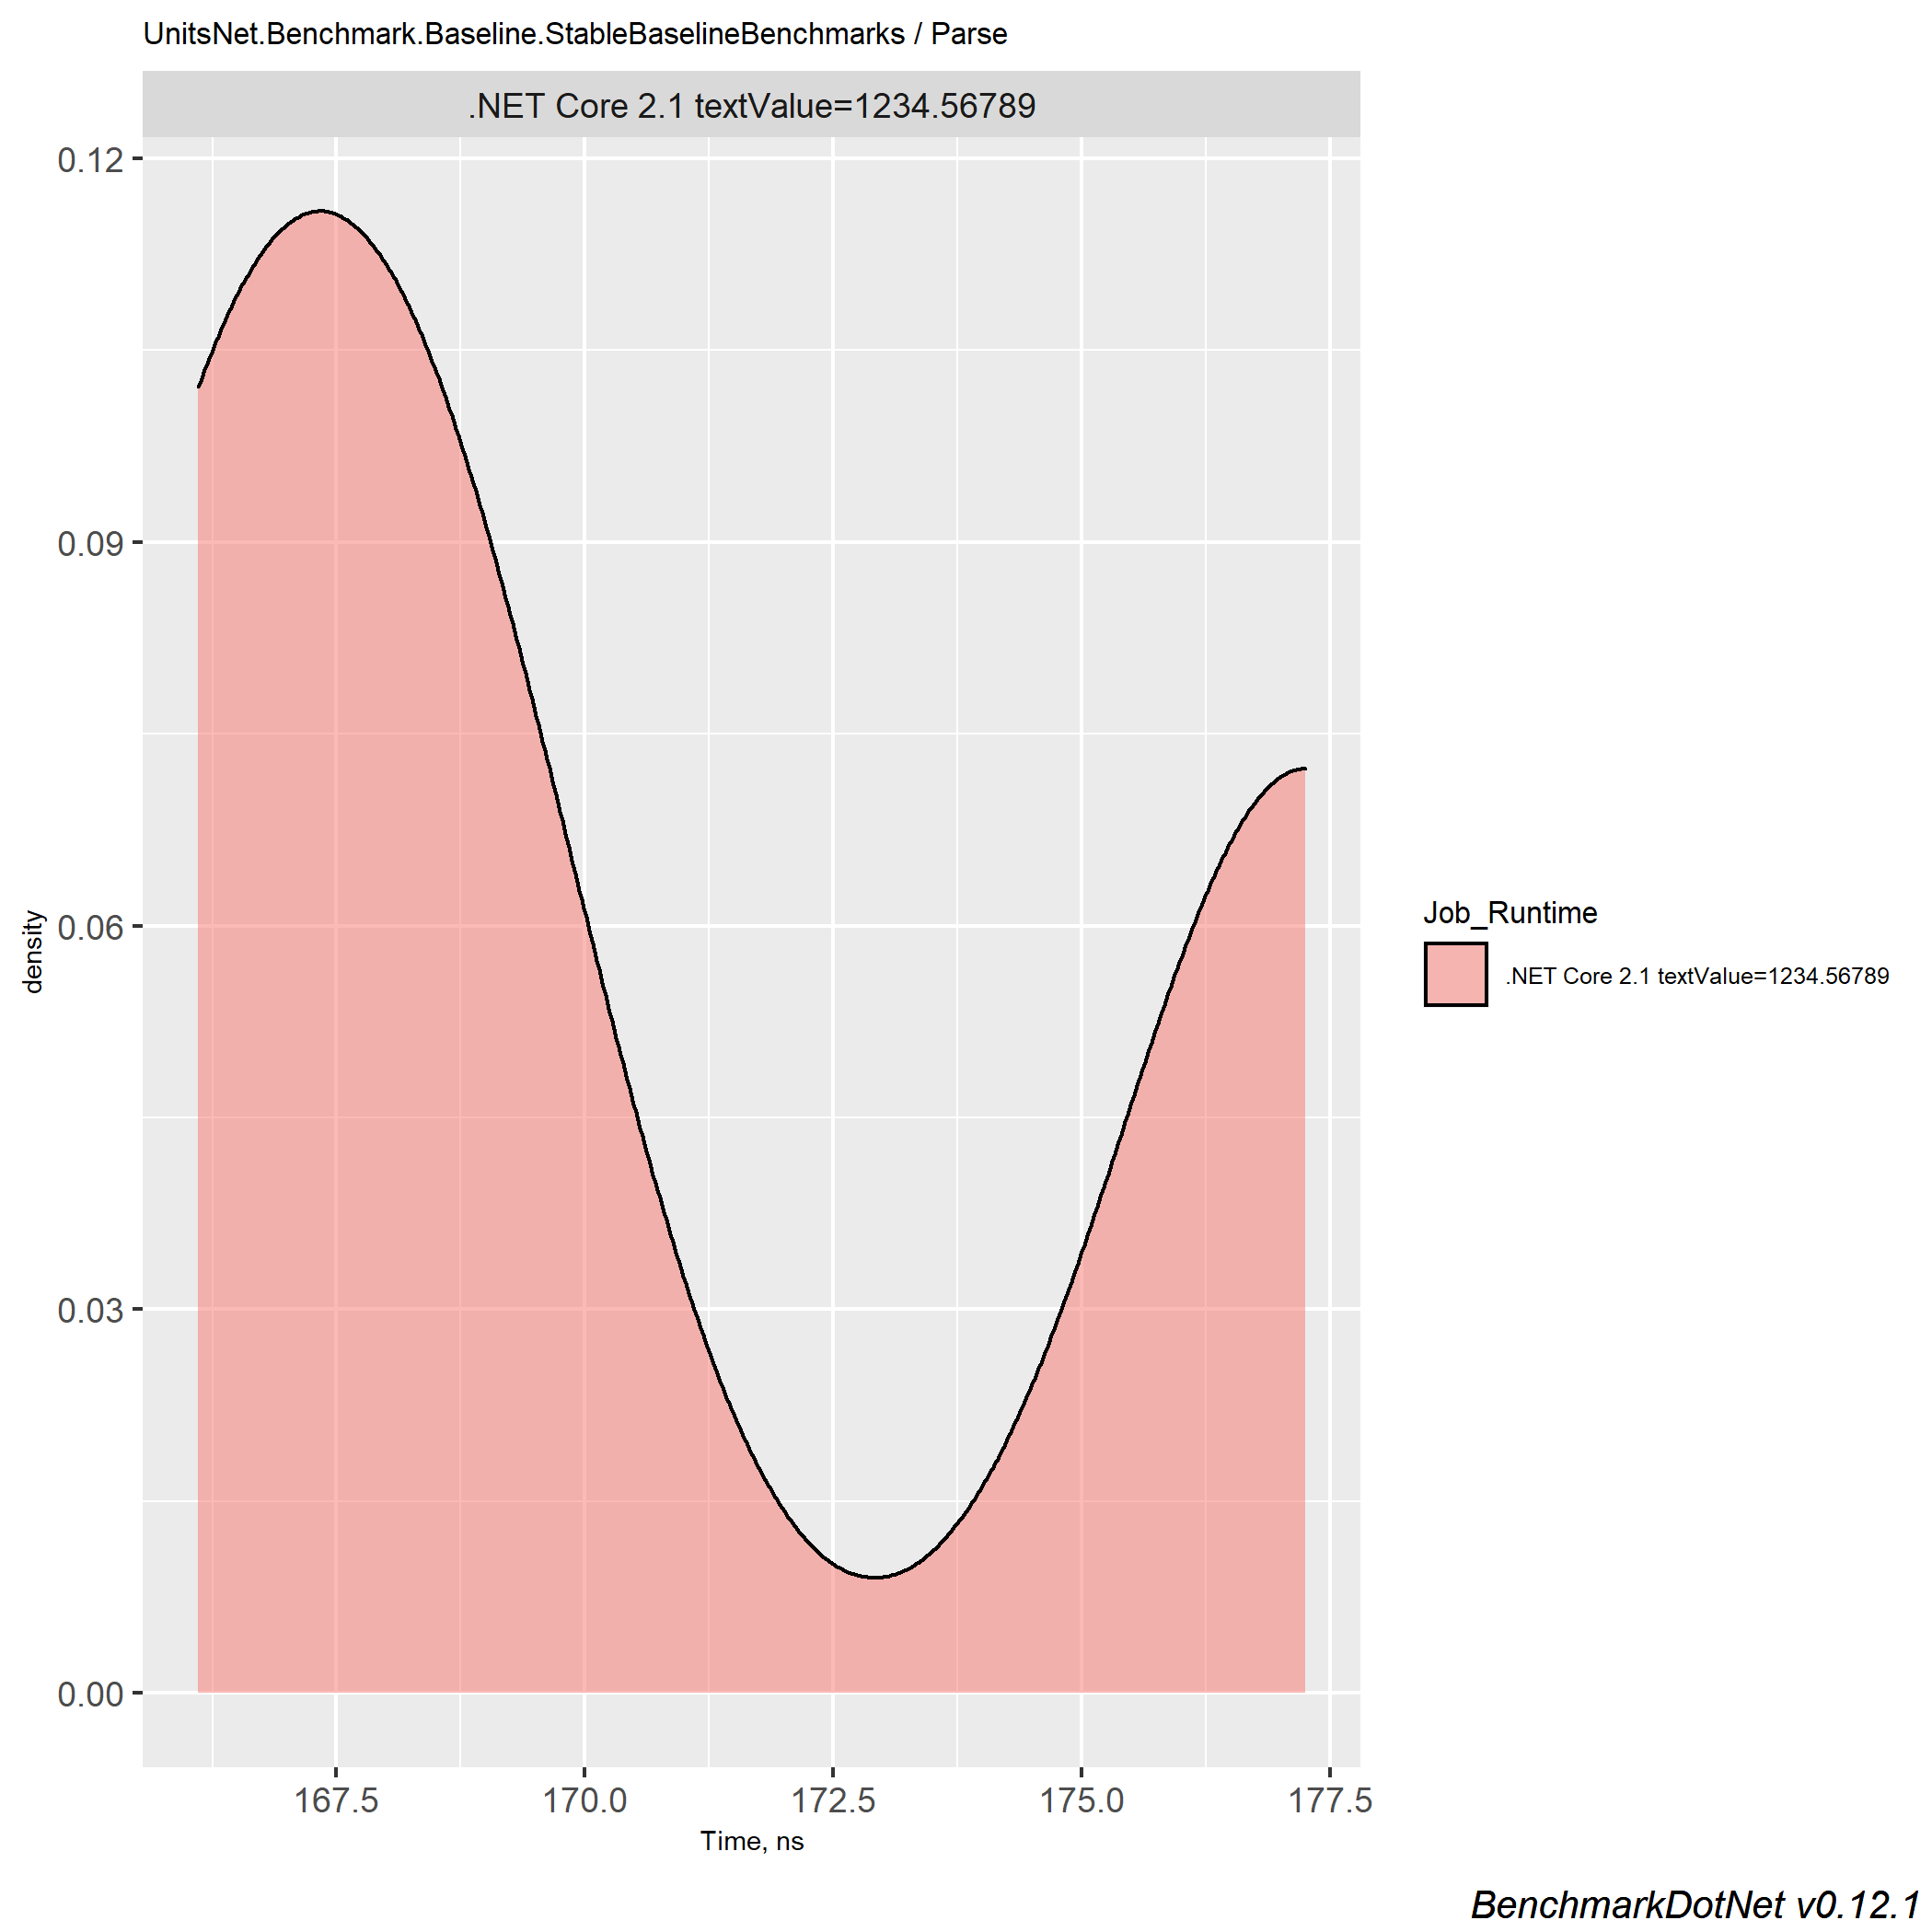 UnitsNet.Benchmark.Baseline.StableBaselineBenchmarks / Parse
.NET Core 2.1 textValue=1234.56789
0.12
0.09
0.06
0.03
0.00
density
167.5 170.0 172.5 175.0 177.5
Time, ns
Job_Runtime
.NET Core 2.1 textValue=1234.56789
BenchmarkDotNet v0.12.1